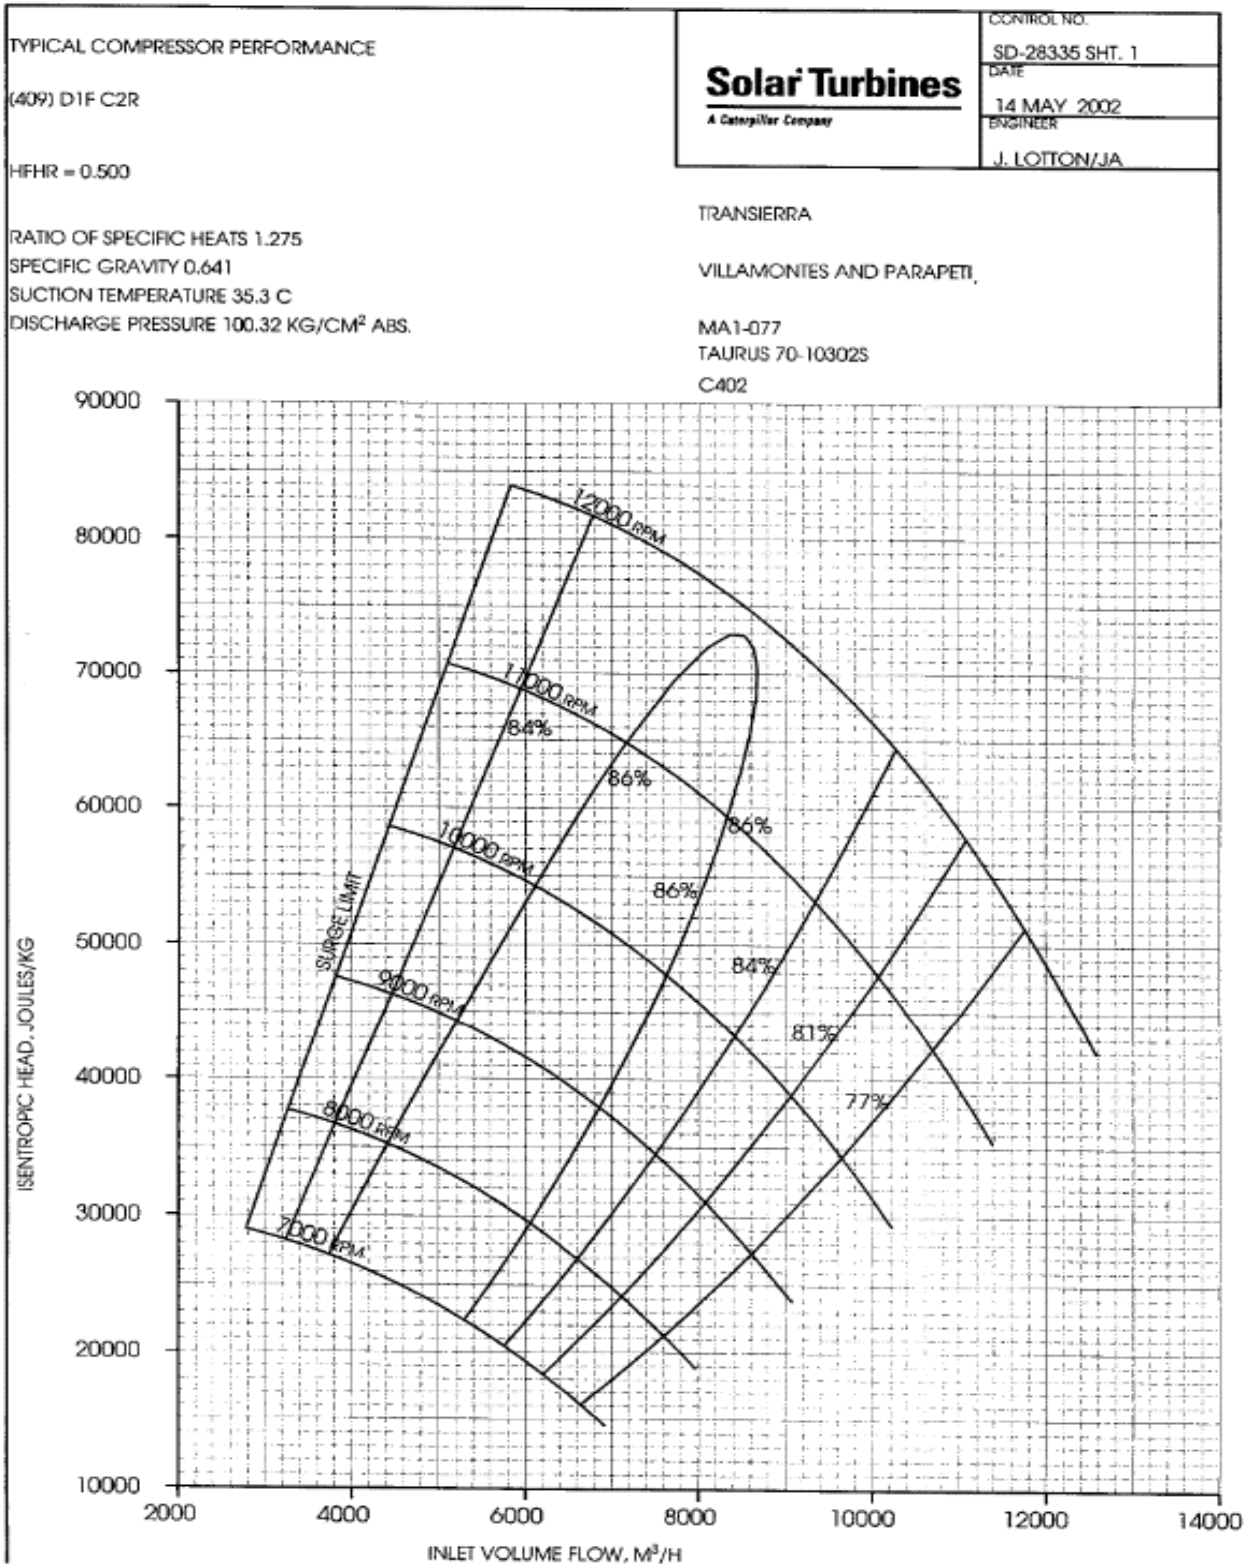 TYPICAL COMPRESSOR PERFORMANCE
(409) D1F C2R
HFHR = 0.500
RATIO OF SPECIFIC HEATS 1.275
SPECIFIC GRAVITY 0.641
SUCTION TEMPERATURE 35.3 C
DISCHARGE PRESSURE 100.32 KG/CM² ABS.
Solar Turbines
A Caterpillar Company
CONTROL NO.
SD-28335 SHT. 1
DATE
14 MAY 2002
ENGINEER
J. LOTTON/JA
TRANSIERRA
VILLAMONTES AND PARAPETI,
MA1-077
TAURUS 70-10302S
C402
90000
80000
70000
60000
50000
40000
30000
20000
10000
ISENTROPIC HEAD, JOULES/KG
12000 RPM
11000 RPM
84%
86%
86%
10000 RPM
86%
SURGE LIMIT
84%
9000 RPM
81%
77%
8000 RPM
7000 RPM
2000
4000
6000
8000
10000
12000
14000
INLET VOLUME FLOW, M³/H